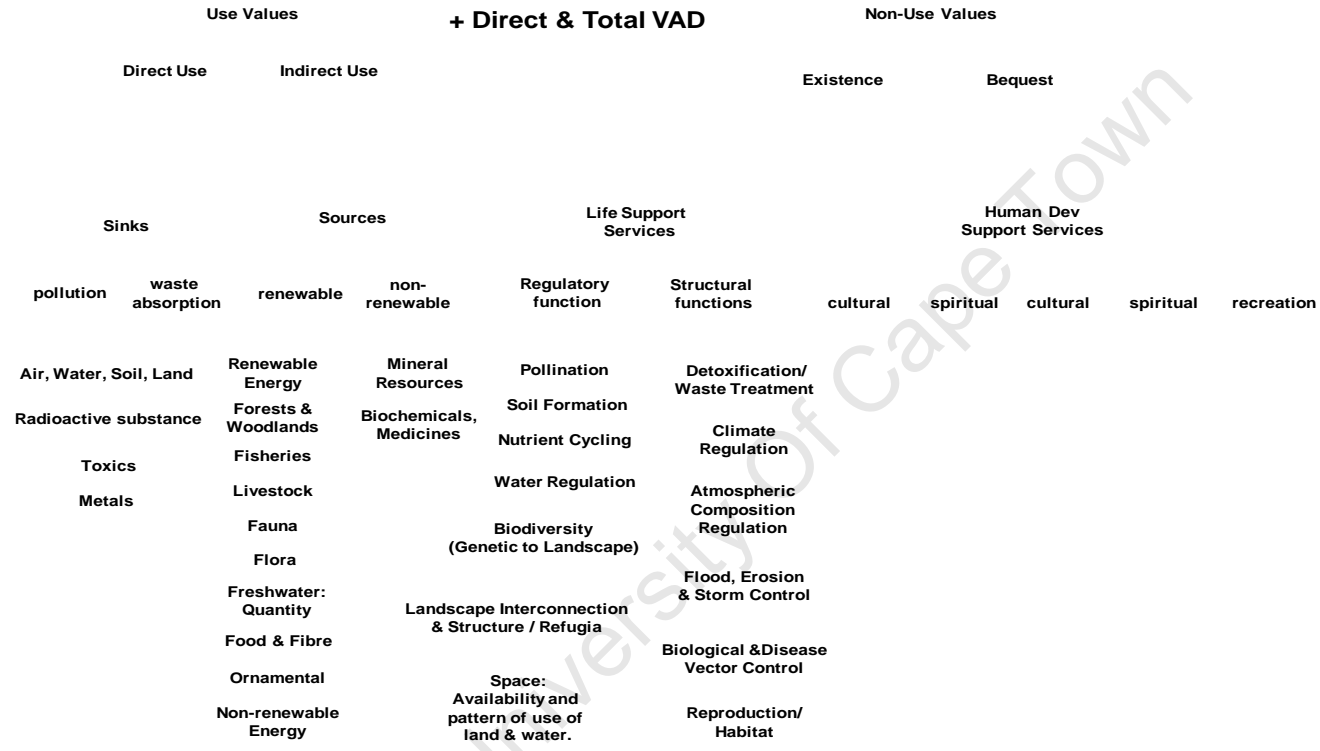 Use Values
+ Direct & Total VAD
Non-Use Values
Direct Use
Indirect Use
Existence
Bequest
Sinks
Sources
Life Support
Services
Human Dev
Support Services
pollution
waste
absorption
renewable
non-
renewable
Regulatory
function
Structural
functions
cultural
spiritual
cultural
spiritual
recreation
Air, Water, Soil, Land
Radioactive substance
Toxics
Metals
Renewable
Energy
Forests &
Woodlands
Fisheries
Livestock
Fauna
Flora
Freshwater:
Quantity
Food & Fibre
Ornamental
Non-renewable
Energy
Mineral
Resources
Biochemicals,
Medicines
Pollination
Soil Formation
Nutrient Cycling
Water Regulation
Biodiversity
(Genetic to Landscape)
Landscape Interconnection
& Structure / Refugia
Space:
Availability and
pattern of use of
land & water.
Detoxification/
Waste Treatment
Climate
Regulation
Atmospheric
Composition
Regulation
Flood, Erosion
& Storm Control
Biological &Disease
Vector Control
Reproduction/
Habitat
University Of Cape Town